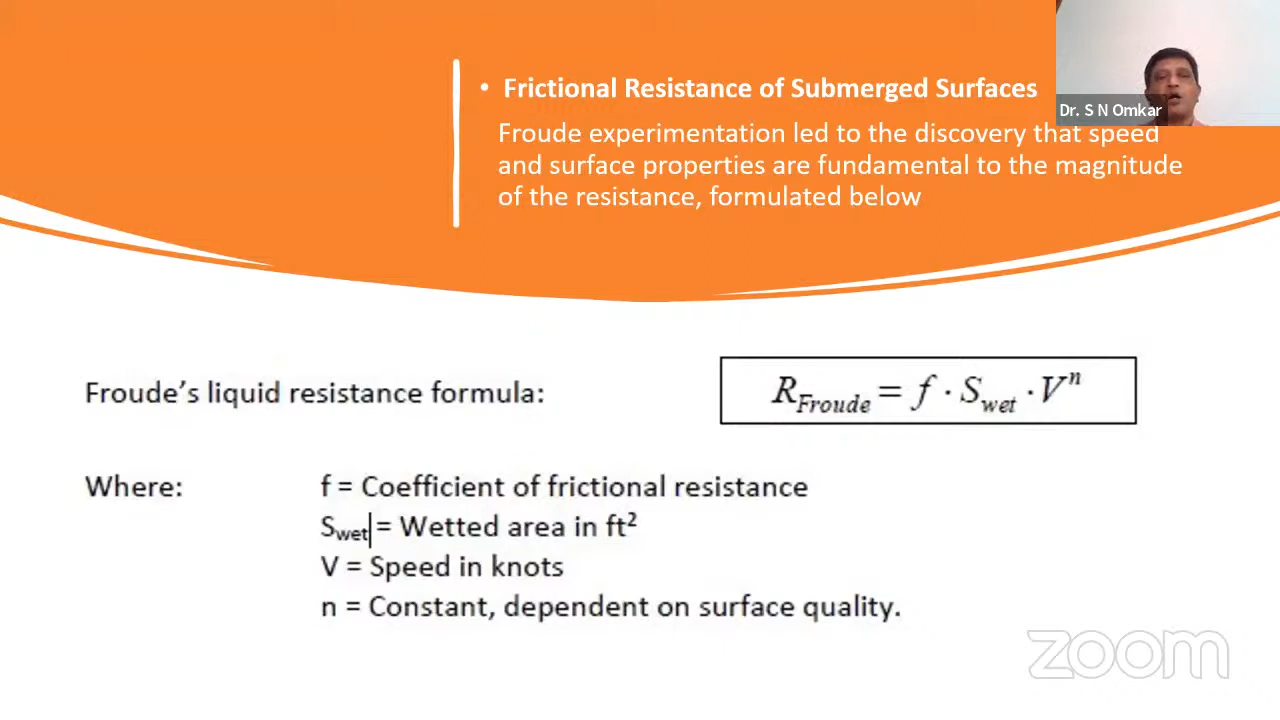 • Frictional Resistance of Submerged Surfaces
Froude experimentation led to the discovery that speed
and surface properties are fundamental to the magnitude
of the resistance, formulated below
Dr. S N Omkar
Froude’s liquid resistance formula:
R_Froude = f · S_wet · V^n
Where:
f = Coefficient of frictional resistance
S_wet = Wetted area in ft²
V = Speed in knots
n = Constant, dependent on surface quality.
zoom